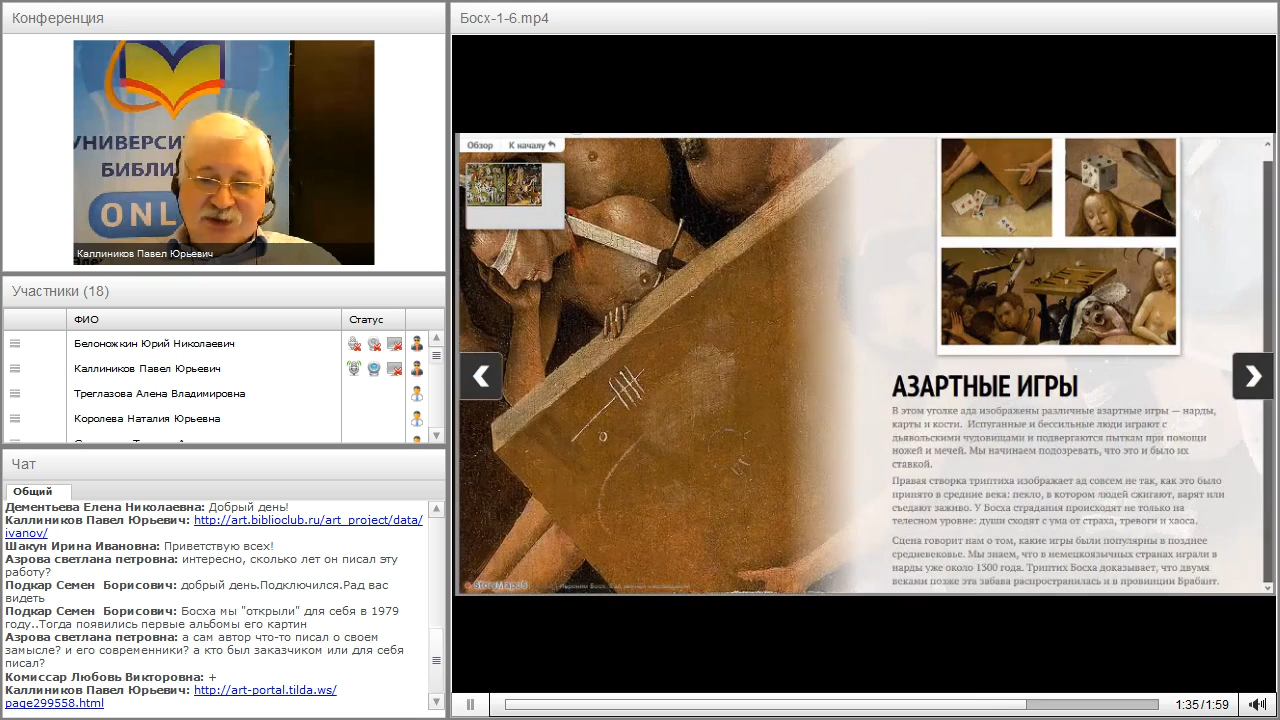 Конференция
УНИВЕРСИТ
БИБЛИ
ONL
Каллиников Павел Юрьевич
Участники (18)
ФИО
Статус
Белоножкин Юрий Николаевич
Каллиников Павел Юрьевич
Треглазова Алена Владимировна
Королева Наталия Юрьевна
Чат
Общий
Дементьева Елена Николаевна: Добрый день!
Каллиников Павел Юрьевич: http://art.biblioclub.ru/art_project/data/
ivanov/
Шакун Ирина Ивановна: Приветствую всех!
Азрова светлана петровна: интересно, сколько лет он писал эту
работу?
Подкар Семен Борисович: добрый день.Подключился.Рад вас
видеть
Подкар Семен Борисович: Босха мы "открыли" для себя в 1979
году..Тогда появились первые альбомы его картин
Азрова светлана петровна: а сам автор что-то писал о своем
замысле? и его современники? а кто был заказчиком или для себя
писал?
Комиссар Любовь Викторовна: +
Каллиников Павел Юрьевич: http://art-portal.tilda.ws/
page299558.html
Босх-1-6.mp4
Обзор
К началу
АЗАРТНЫЕ ИГРЫ
В этом уголке ада изображены различные азартные игры — нарды,
карты и кости. Испуганные и бессильные люди играют с
дьявольскими чудовищами и подвергаются пыткам при помощи
ножей и мечей. Мы начинаем подозревать, что это и было их
ставкой.
Правая створка триптиха изображает ад совсем не так, как это было
принято в средние века: пекло, в котором людей сжигают, варят или
съедают заживо. У Босха страдания происходят не только на
телесном уровне: души сходят с ума от страха, тревоги и хаоса.
Сцена говорит нам о том, какие игры были популярны в позднее
средневековье. Мы знаем, что в немецкоязычных странах играли в
нарды уже около 1500 года. Триптих Босха доказывает, что двумя
веками позже эта забава распространилась и в провинции Брабант.
StoryMapJS
1:35 / 1:59